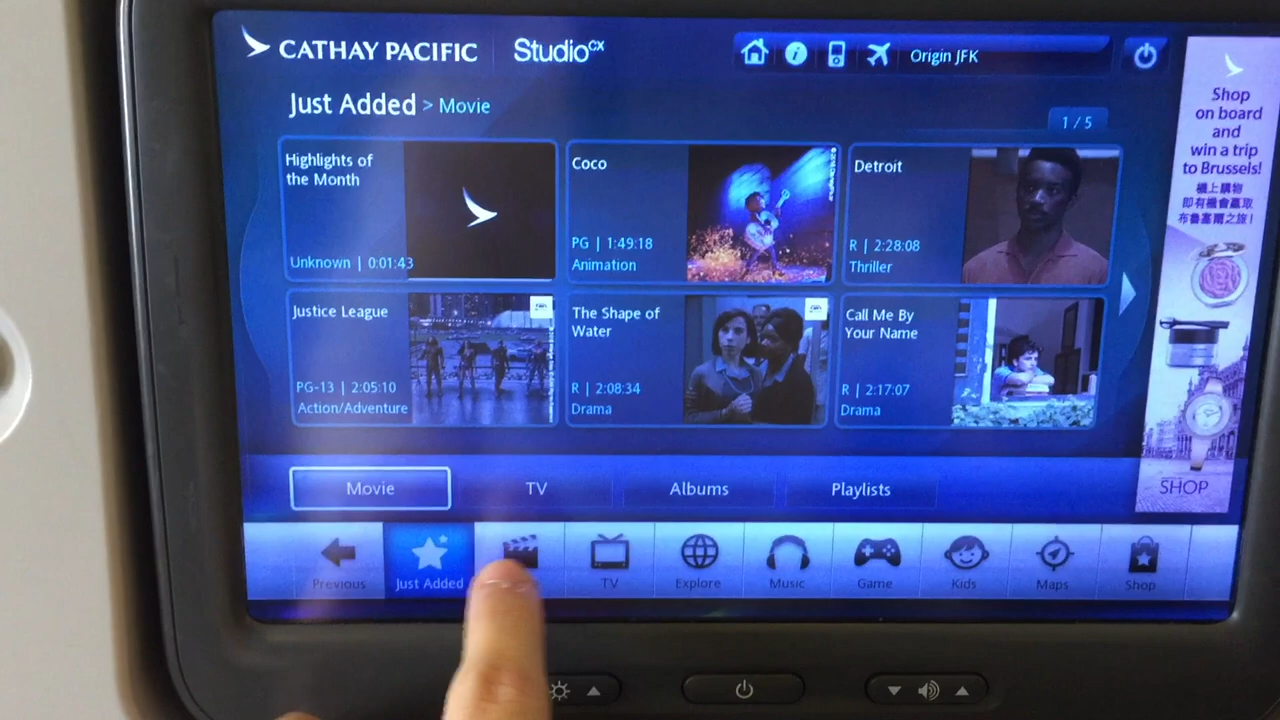 CATHAY PACIFIC
Studio CX
Origin JFK
Just Added > Movie
1 / 5
Highlights of
the Month
Unknown | 0:01:43
Coco
PG | 1:49:18
Animation
Detroit
R | 2:28:08
Thriller
Justice League
PG-13 | 2:05:10
Action/Adventure
The Shape of
Water
R | 2:08:34
Drama
Call Me By
Your Name
R | 2:17:07
Drama
Shop
on board
and
win a trip
to Brussels!
機上購物
即有機會贏取
布魯塞爾之旅!
SHOP
Movie
TV
Albums
Playlists
Previous
Just Added
TV
Explore
Music
Game
Kids
Maps
Shop